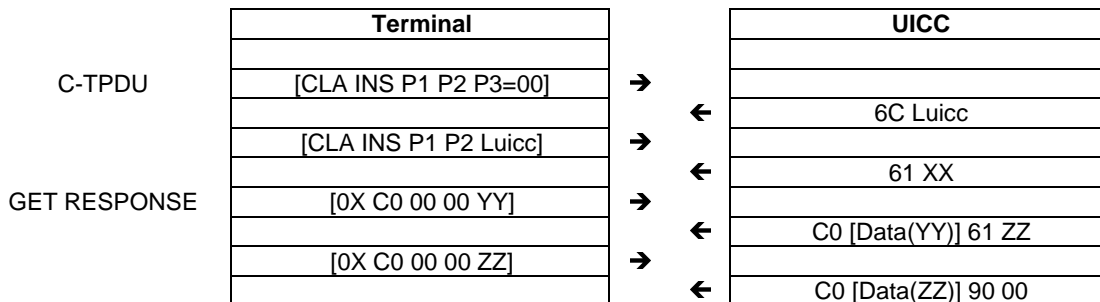 Terminal UICC
C-TPDU [CLA INS P1 P2 P3=00] ➔
🡸 6C Luicc
[CLA INS P1 P2 Luicc] ➔
🡸 61 XX
GET RESPONSE [0X C0 00 00 YY] ➔
🡸 C0 [Data(YY)] 61 ZZ
[0X C0 00 00 ZZ] ➔
🡸 C0 [Data(ZZ)] 90 00